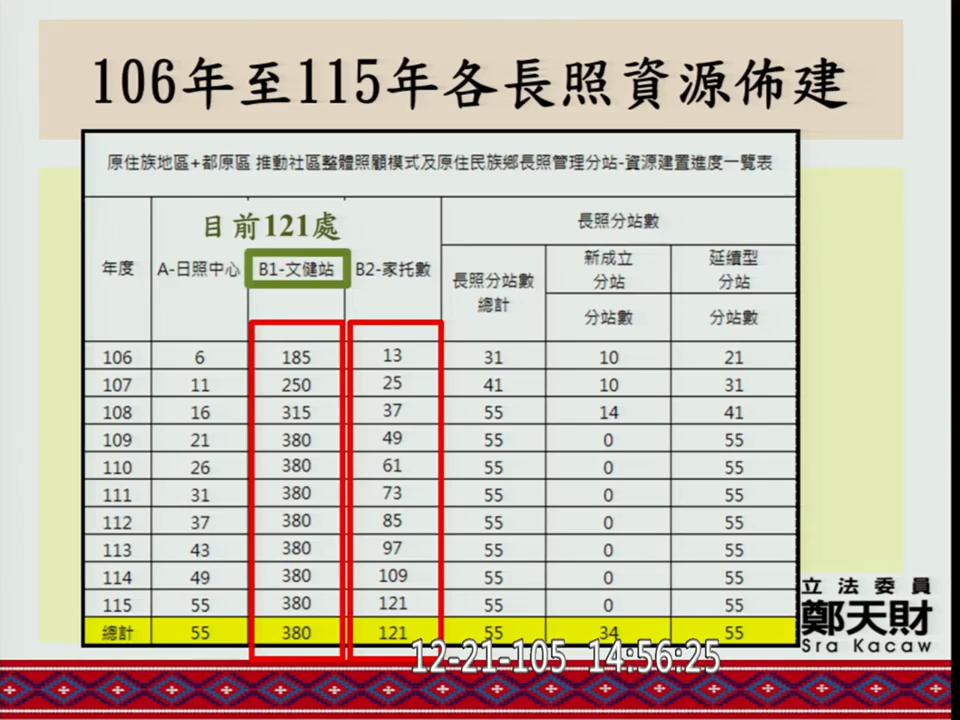 106年至115年各長照資源佈建
原住族地區+都原區 推動社區整體照顧模式及原住民族鄉長照管理分站-資源建置進度一覽表
目前121處
長照分站數
年度 A-日照中心 B1-文健站 B2-家托數 長照分站數總計 新成立分站 延續型分站
分站數 分站數
106 6 185 13 31 10 21
107 11 250 25 41 10 31
108 16 315 37 55 14 41
109 21 380 49 55 0 55
110 26 380 61 55 0 55
111 31 380 73 55 0 55
112 37 380 85 55 0 55
113 43 380 97 55 0 55
114 49 380 109 55 0 55
115 55 380 121 55 0 55
總計 55 380 121 55 34 55
立法委員
鄭天財
Sra Kacaw
12-21-105 14:56:25